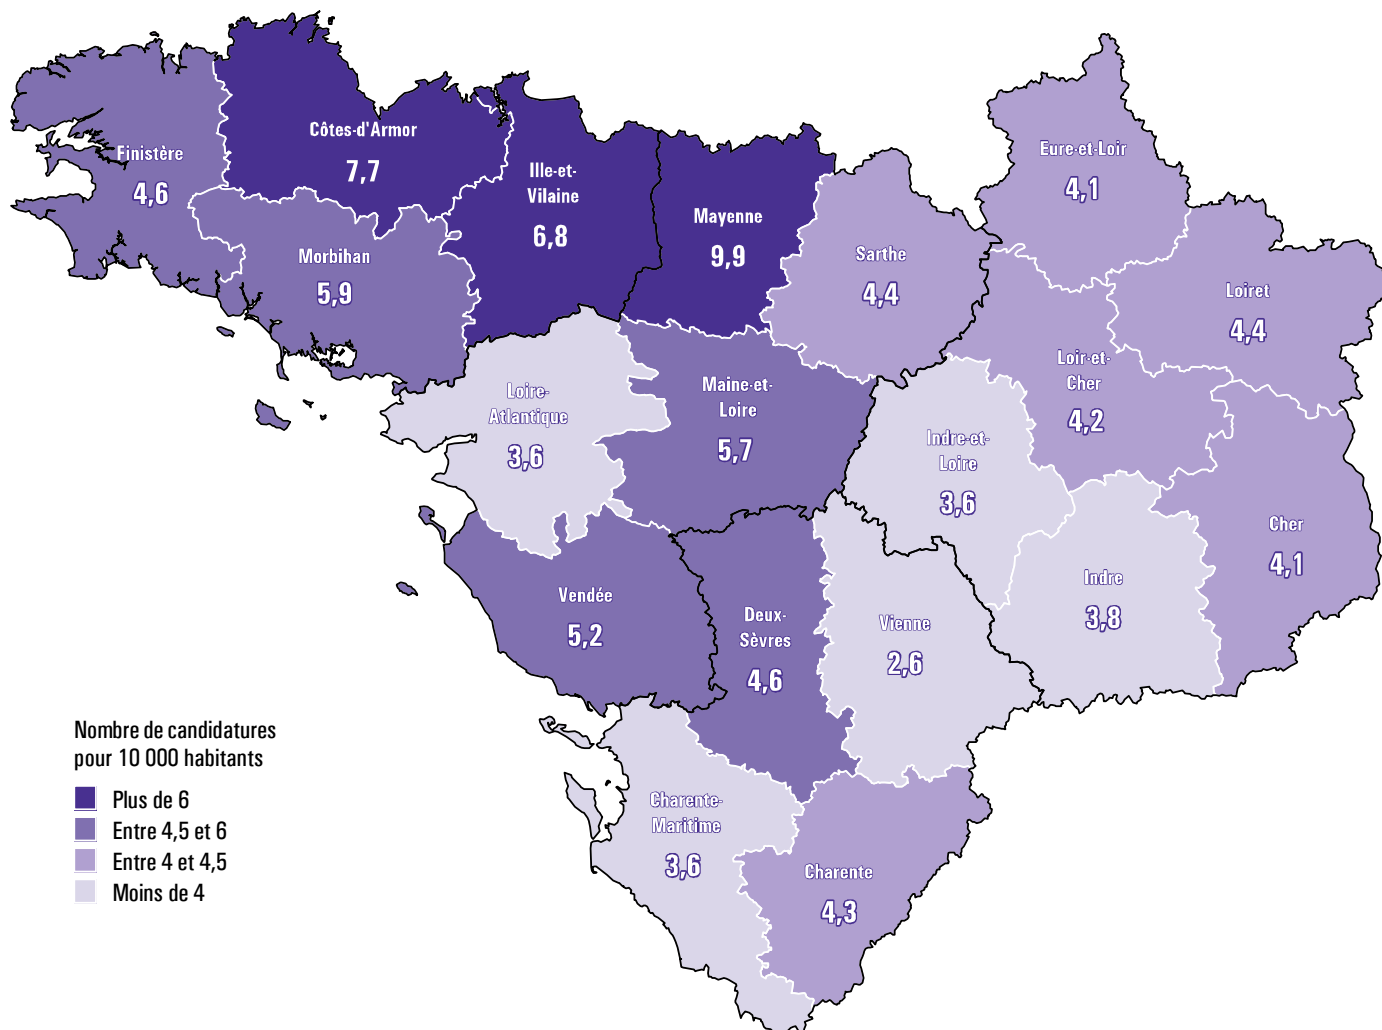 Côtes-d'Armor
7,7
Finistère
4,6
Ille-et-
Vilaine
6,8
Mayenne
9,9
Eure-et-Loir
4,1
Morbihan
5,9
Sarthe
4,4
Loiret
4,4
Loire-
Atlantique
3,6
Maine-et-
Loire
5,7
Loir-et-
Cher
4,2
Indre-et-
Loire
3,6
Cher
4,1
Indre
3,8
Vendée
5,2
Deux-
Sèvres
4,6
Vienne
2,6
Charente-
Maritime
3,6
Charente
4,3
Nombre de candidatures
pour 10 000 habitants
Plus de 6
Entre 4,5 et 6
Entre 4 et 4,5
Moins de 4